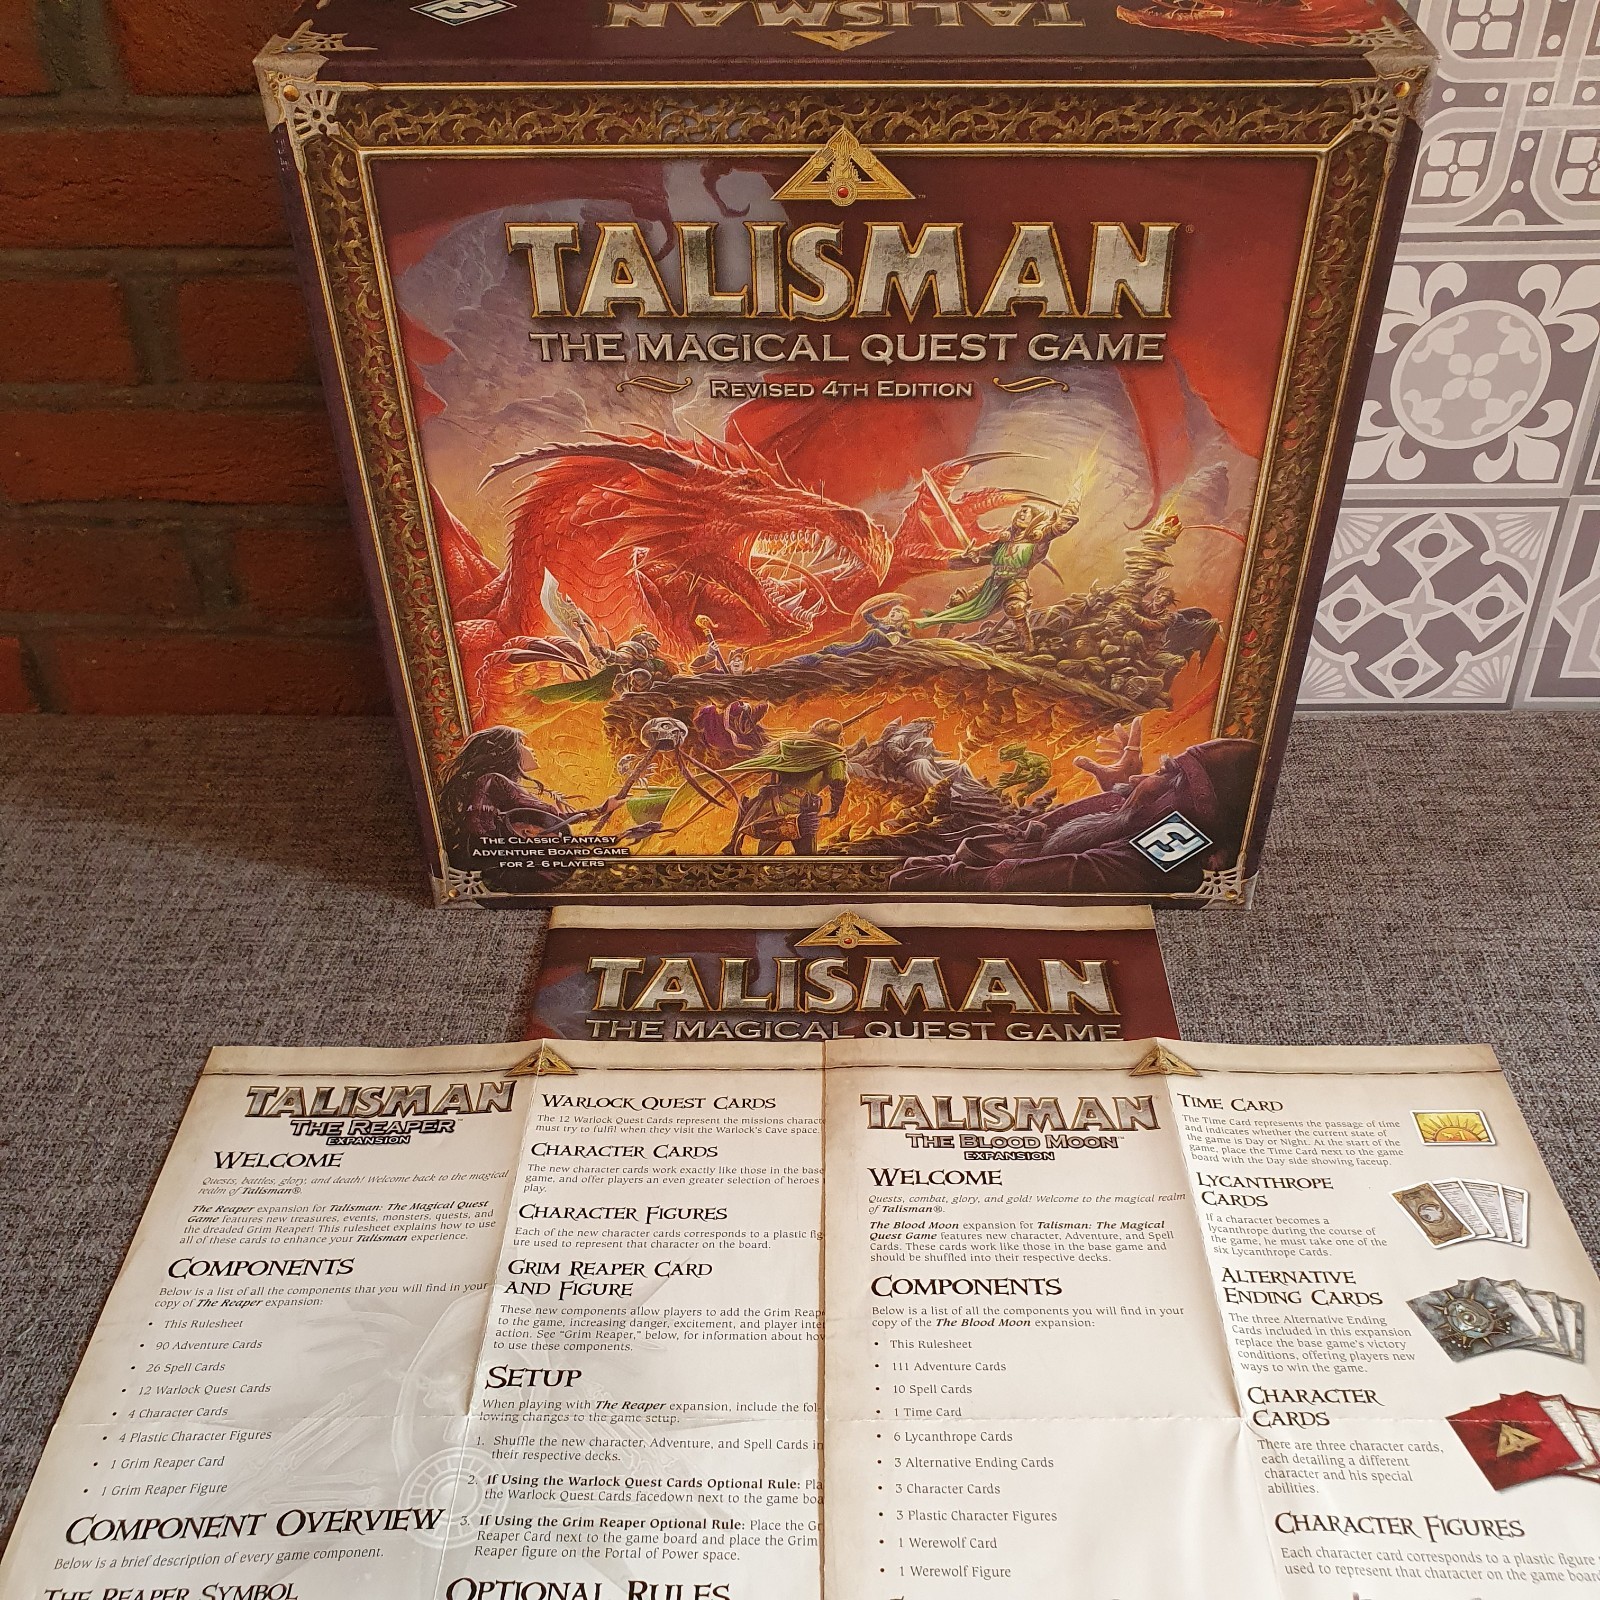 TALISMAN
TALISMAN®
THE MAGICAL QUEST GAME
REVISED 4TH EDITION
THE CLASSIC FANTASY
ADVENTURE BOARD GAME
FOR 2-6 PLAYERS
TALISMAN
THE MAGICAL QUEST GAME
TALISMAN
THE REAPER™
EXPANSION
WELCOME
Quests, battles, glory, and death! Welcome back to the magical
realm of Talisman®.
The Reaper expansion for Talisman: The Magical Quest
Game features new treasures, events, monsters, quests, and
the dreaded Grim Reaper! This rulesheet explains how to use
all of these cards to enhance your Talisman experience.
COMPONENTS
Below is a list of all the components that you will find in your
copy of The Reaper expansion:
• This Rulesheet
• 90 Adventure Cards
• 26 Spell Cards
• 12 Warlock Quest Cards
• 4 Character Cards
• 4 Plastic Character Figures
• 1 Grim Reaper Card
• 1 Grim Reaper Figure
COMPONENT OVERVIEW
Below is a brief description of every game component.
THE REAPER SYMBOL
WARLOCK QUEST CARDS
The 12 Warlock Quest Cards represent the missions
must try to fulfil when they visit the Warlock's Cave space.
CHARACTER CARDS
The new character cards work exactly like those in the base
game, and offer players an even greater selection of heroes
play.
CHARACTER FIGURES
Each of the new character cards corresponds to a plastic fig-
ure used to represent that character on the board.
GRIM REAPER CARD
AND FIGURE
These new components allow players to add the Grim
to the game, increasing danger, excitement, and player
action. See "Grim Reaper," below, for information about
to use these components.
SETUP
When playing with The Reaper expansion, include the fol-
lowing changes to the game setup.
1. Shuffle the new character, Adventure, and Spell Cards
their respective decks.
2. If Using the Warlock Quest Cards Optional Rule:
the Warlock Quest Cards facedown next to the game
3. If Using the Grim Reaper Optional Rule: Place the
Reaper Card next to the game board and place the Grim
Reaper figure on the Portal of Power space.
OPTIONAL RULES
TALISMAN
THE BLOOD MOON™
EXPANSION
WELCOME
Quests, combat, glory, and gold! Welcome to the magical realm
of Talisman®.
The Blood Moon expansion for Talisman: The Magical
Quest Game features new character, Adventure, and Spell
Cards. These cards work like those in the base game and
should be shuffled into their respective decks.
COMPONENTS
Below is a list of all the components you will find in your
copy of the The Blood Moon expansion:
• This Rulesheet
• 111 Adventure Cards
• 10 Spell Cards
• 1 Time Card
• 6 Lycanthrope Cards
• 3 Alternative Ending Cards
• 3 Character Cards
• 3 Plastic Character Figures
• 1 Werewolf Card
• 1 Werewolf Figure
TIME CARD
The Time Card represents the passage of time
and indicates whether the current state of
the game is Day or Night. At the start of the
game, place the Time Card next to the game
board with the Day side showing faceup.
LYCANTHROPE
CARDS
If a character becomes a
lycanthrope during the course of
the game, he must take one of the
six Lycanthrope Cards.
ALTERNATIVE
ENDING CARDS
The three Alternative Ending
Cards included in this expansion
replace the base game's victory
conditions, offering players new
ways to win the game.
CHARACTER
CARDS
There are three character cards,
each detailing a different
character and his special
abilities.
CHARACTER FIGURES
Each character card corresponds to a plastic figure
used to represent that character on the game